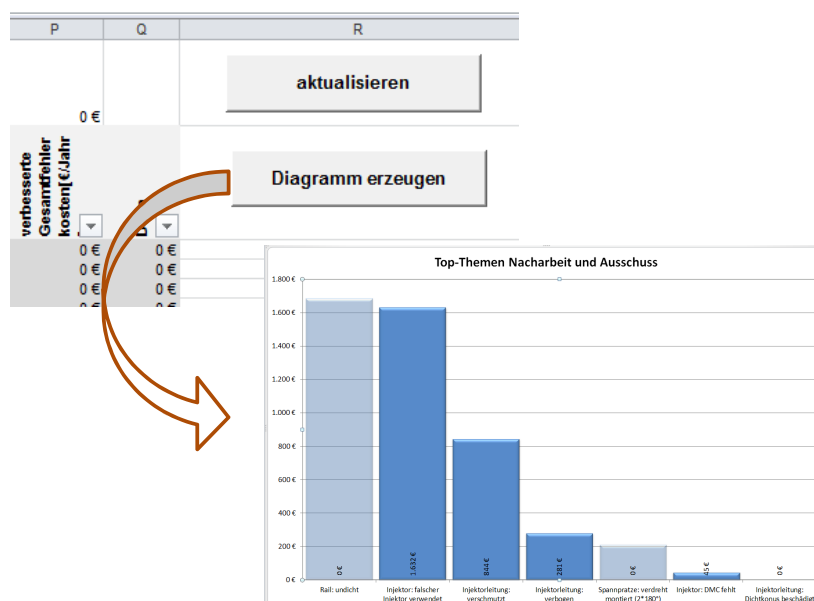 P Q R
aktualisieren
0 €
verbesserte
Gesamtfehler
kosten[€/Jahr
Diagramm erzeugen
0 € 0 €
0 € 0 €
0 € 0 €
Top-Themen Nacharbeit und Ausschuss
1.800 €
1.600 €
1.400 €
1.200 €
1.000 €
800 €
600 €
400 €
200 €
0 €
0 € 1.632 € 844 € 281 € 0 € 45 € 0 €
Rail: undicht Injektor: falscher Injektorleitung: Injektorleitung: Spannpratze: verdreht Injektor: DMC fehlt Injektorleitung:
Injektor verwendet verschmutzt verbogen montiert (2*180°) Dichtkonus beschädigt